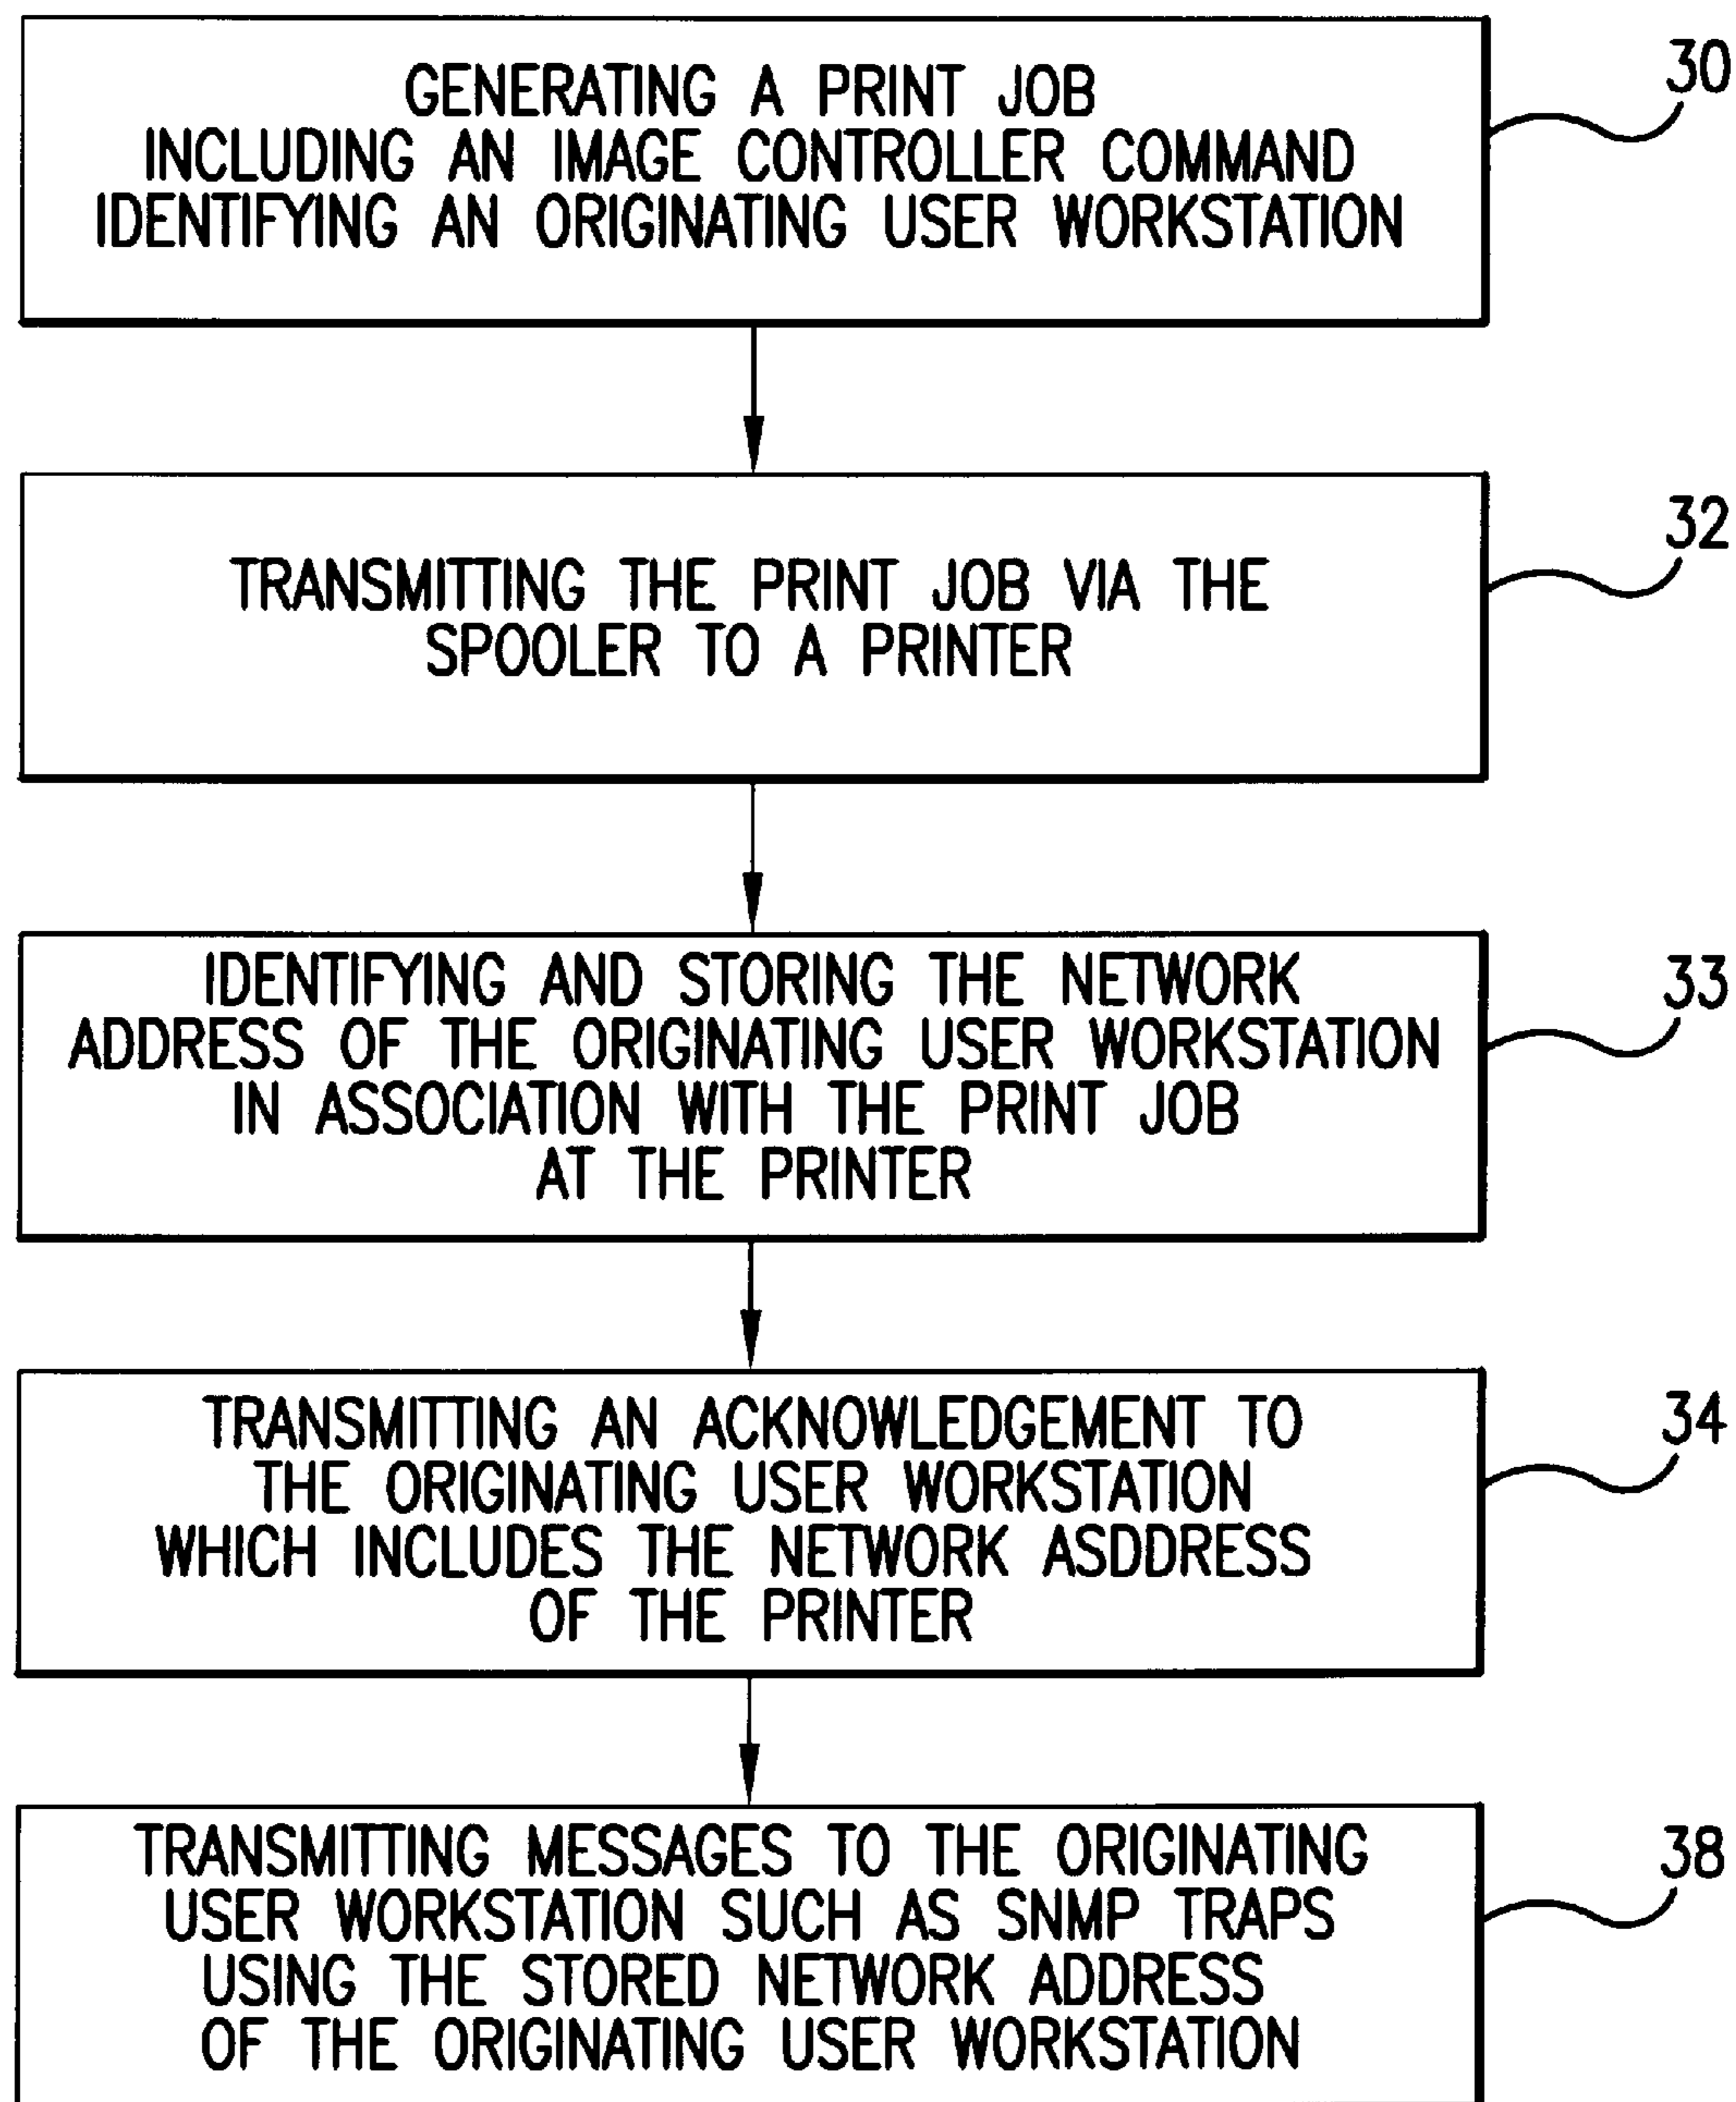 GENERATING A PRINT JOB
INCLUDING AN IMAGE CONTROLLER COMMAND
IDENTIFYING AN ORIGINATING USER WORKSTATION
30
TRANSMITTING THE PRINT JOB VIA THE
SPOOLER TO A PRINTER
32
IDENTIFYING AND STORING THE NETWORK
ADDRESS OF THE ORIGINATING USER WORKSTATION
IN ASSOCIATION WITH THE PRINT JOB
AT THE PRINTER
33
TRANSMITTING AN ACKNOWLEDGEMENT TO
THE ORIGINATING USER WORKSTATION
WHICH INCLUDES THE NETWORK ASDDRESS
OF THE PRINTER
34
TRANSMITTING MESSAGES TO THE ORIGINATING
USER WORKSTATION SUCH AS SNMP TRAPS
USING THE STORED NETWORK ADDRESS
OF THE ORIGINATING USER WORKSTATION
38